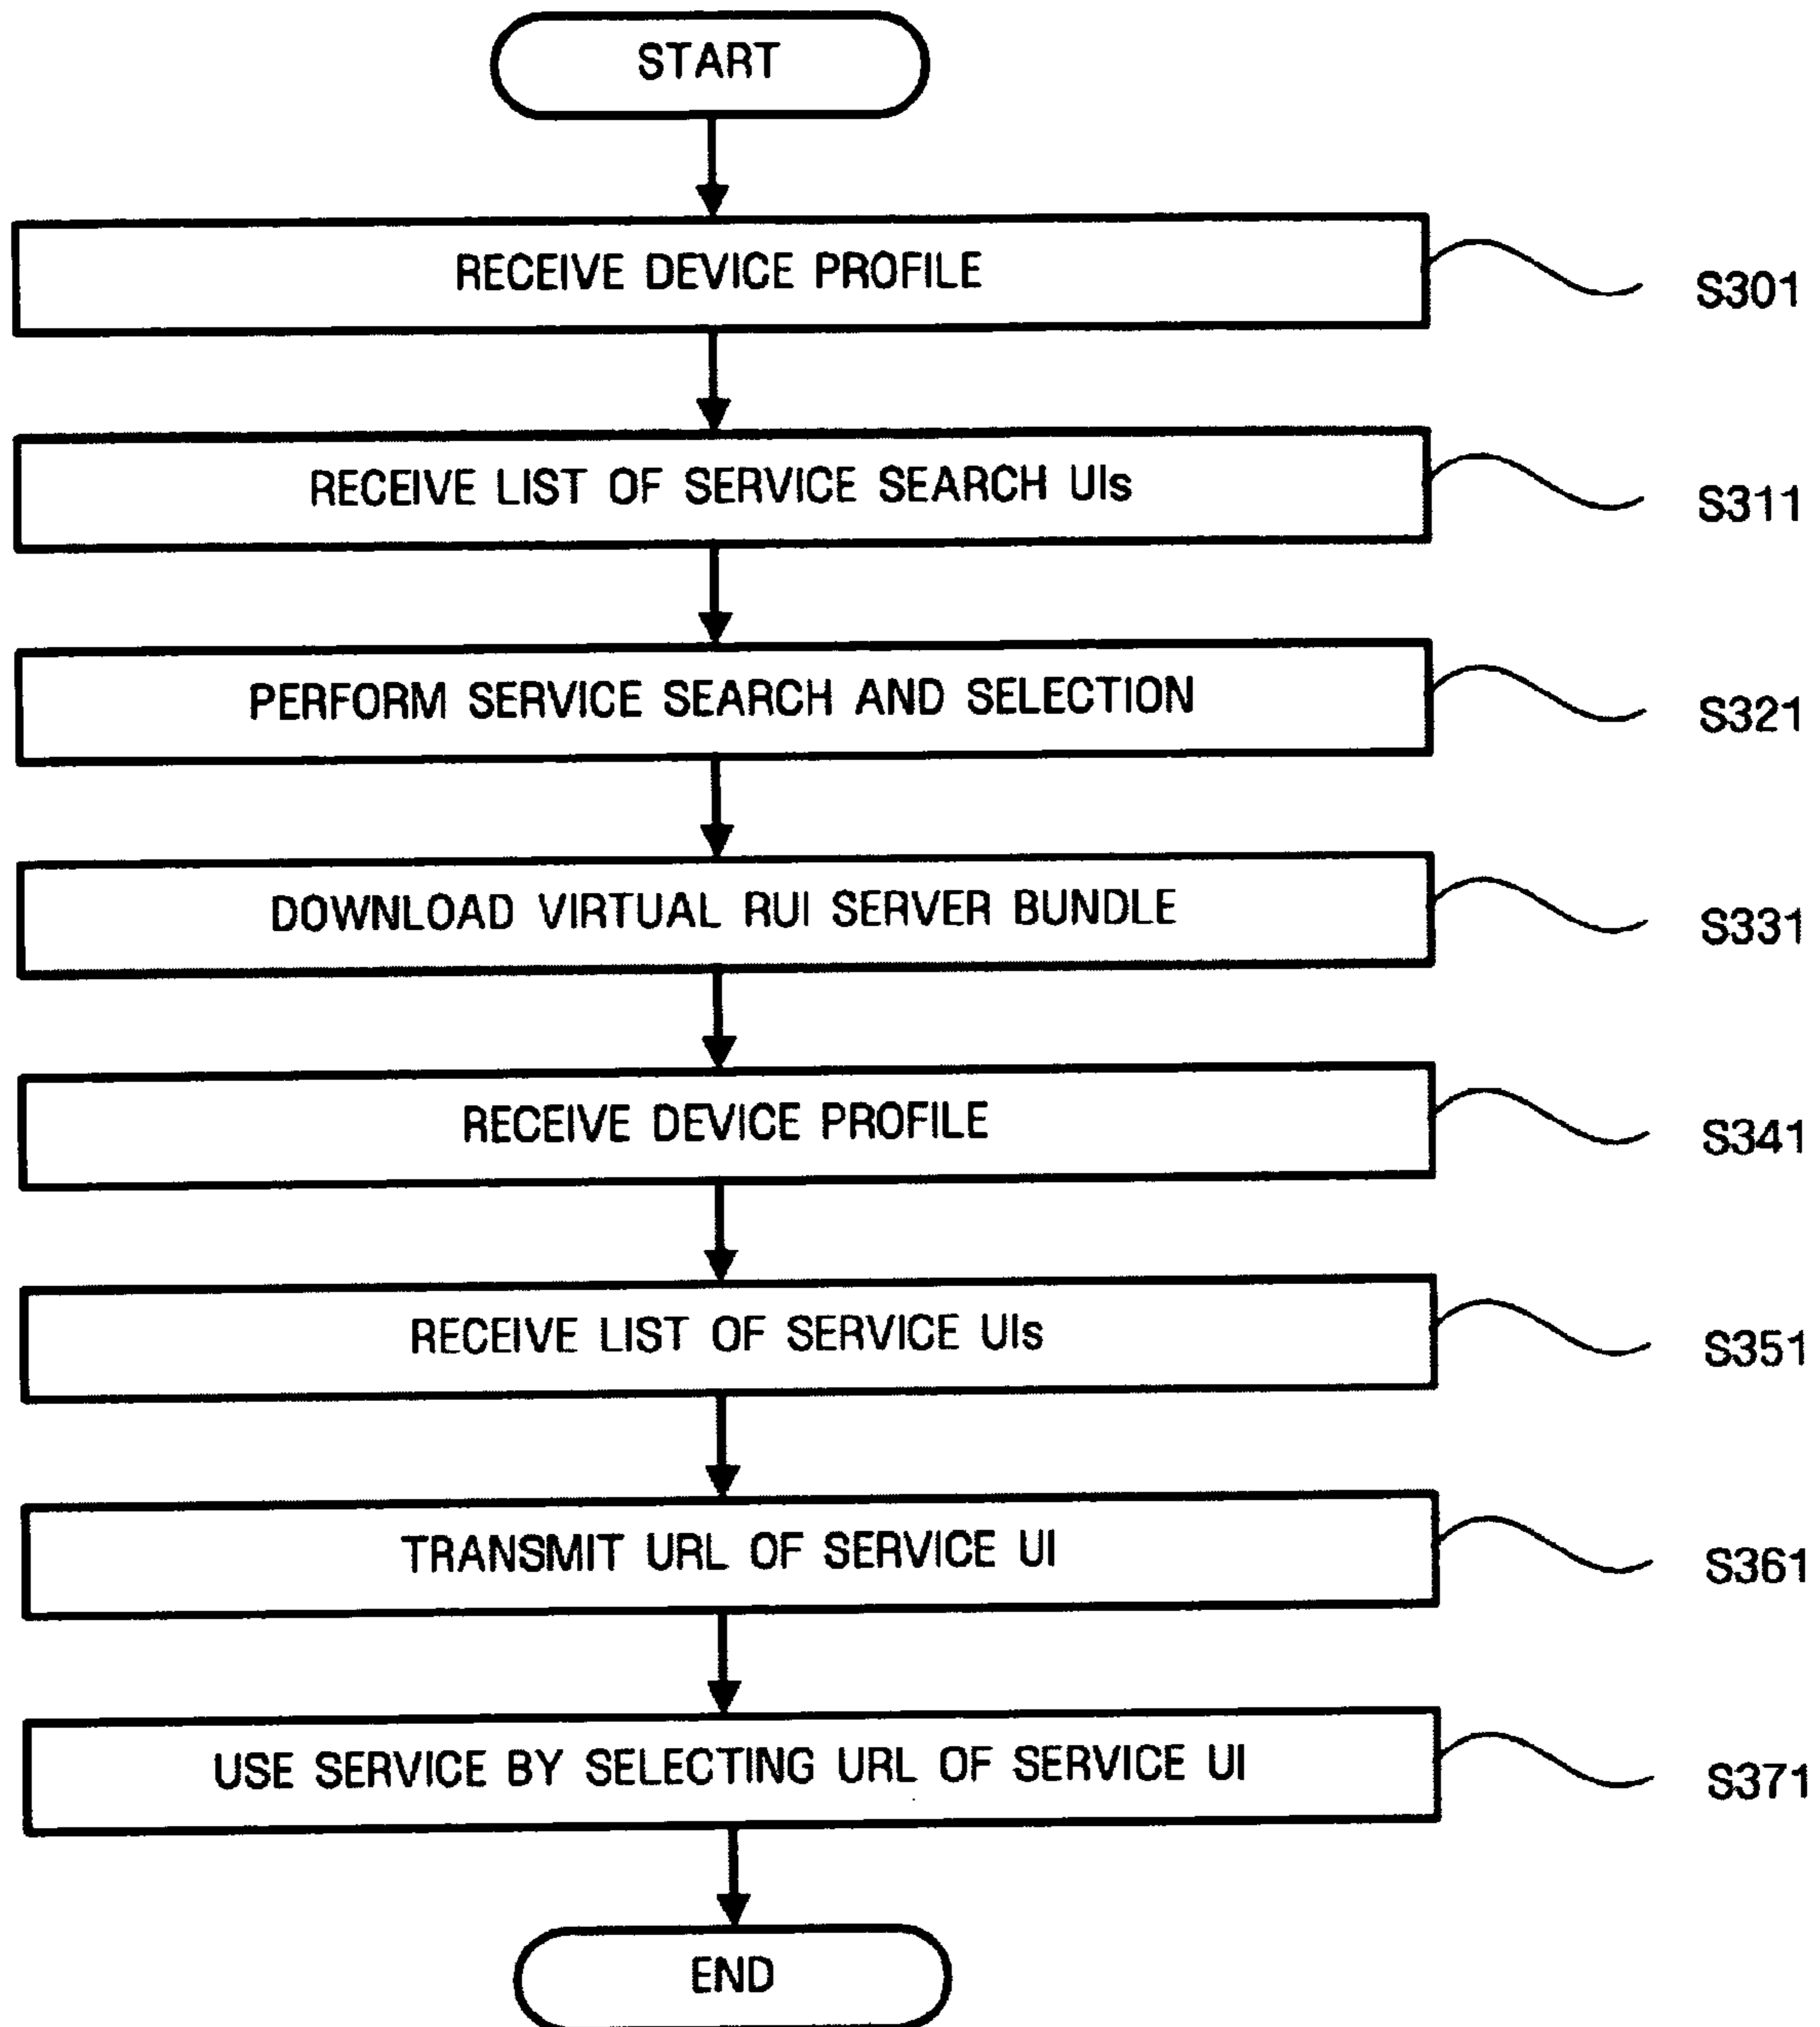 START
RECEIVE DEVICE PROFILE
S301
RECEIVE LIST OF SERVICE SEARCH UIs
S311
PERFORM SERVICE SEARCH AND SELECTION
S321
DOWNLOAD VIRTUAL RUI SERVER BUNDLE
S331
RECEIVE DEVICE PROFILE
S341
RECEIVE LIST OF SERVICE UIs
S351
TRANSMIT URL OF SERVICE UI
S361
USE SERVICE BY SELECTING URL OF SERVICE UI
S371
END